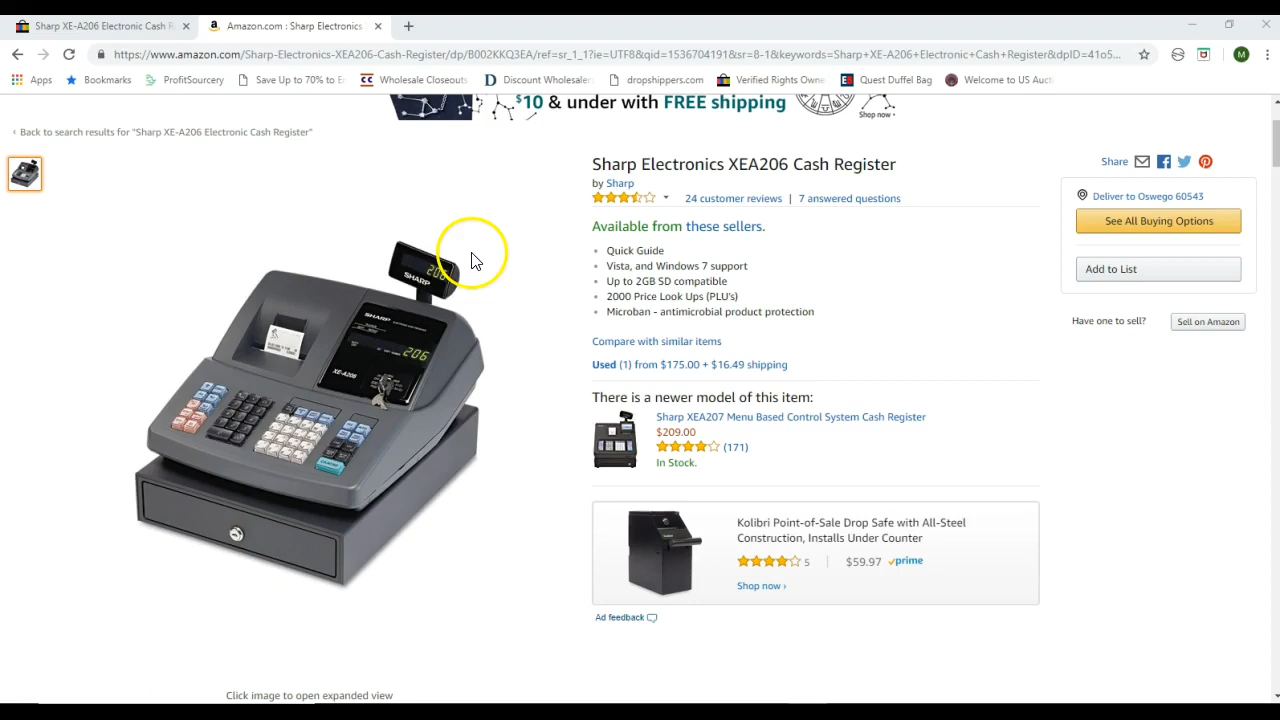 Sharp XE-A206 Electronic Cash R
Amazon.com : Sharp Electronics
https://www.amazon.com/Sharp-Electronics-XEA206-Cash-Register/dp/B002KKQ3EA/ref=sr_1_1?ie=UTF8&qid=1536704191&sr=8-1&keywords=Sharp+XE-A206+Electronic+Cash+Register&dpID=41o5...
M
Apps
Bookmarks
ProfitSourcery
Save Up to 70% to E
Wholesale Closeouts
Discount Wholesaler
dropshippers.com
Verified Rights Owne
Quest Duffel Bag
Welcome to US Aucti
$10 & under with FREE shipping
Shop now ›
‹ Back to search results for "Sharp XE-A206 Electronic Cash Register"
Sharp Electronics XEA206 Cash Register
by Sharp
24 customer reviews | 7 answered questions
Available from these sellers.
• Quick Guide
• Vista, and Windows 7 support
• Up to 2GB SD compatible
• 2000 Price Look Ups (PLU's)
• Microban - antimicrobial product protection
Compare with similar items
Used (1) from $175.00 + $16.49 shipping
There is a newer model of this item:
Sharp XEA207 Menu Based Control System Cash Register
$209.00
(171)
In Stock.
Kolibri Point-of-Sale Drop Safe with All-Steel
Construction, Installs Under Counter
5 | $59.97 prime
Shop now ›
Ad feedback
Share
Deliver to Oswego 60543
See All Buying Options
Add to List
Have one to sell?
Sell on Amazon
206
SHARP
SHARP
206
XE-A206
Click image to open expanded view